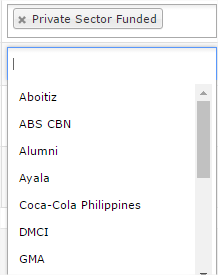 Private Sector Funded
Aboitiz
ABS CBN
Alumni
Ayala
Coca-Cola Philippines
DMCI
GMA